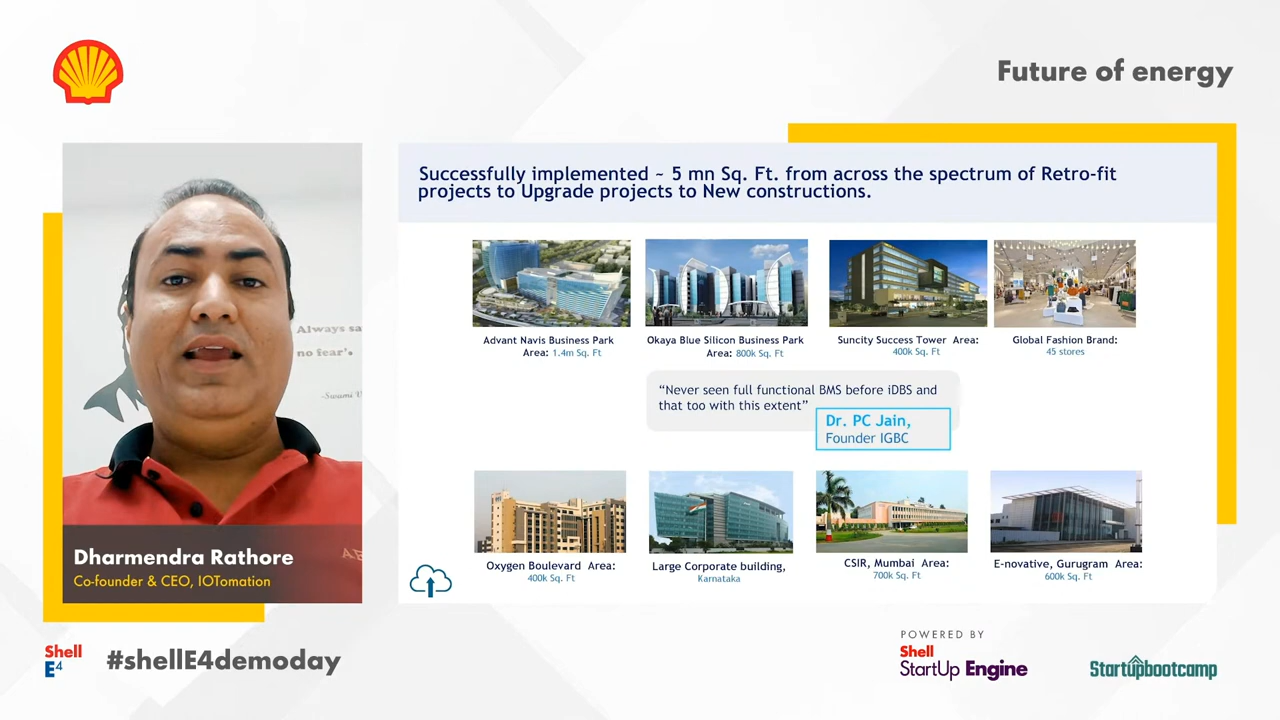 Future of energy
Successfully implemented ~ 5 mn Sq. Ft. from across the spectrum of Retro-fit
projects to Upgrade projects to New constructions.
Advant Navis Business Park
Area: 1.4m Sq. Ft
Okaya Blue Silicon Business Park
Area: 800k Sq. Ft
Suncity Success Tower Area:
400k Sq. Ft
Global Fashion Brand:
45 stores
Always sa
no fear'.
-Swami V
“Never seen full functional BMS before iDBS and
that too with this extent”
Dr. PC Jain,
Founder IGBC
Oxygen Boulevard Area:
400k Sq. Ft
Large Corporate building,
Karnataka
CSIR, Mumbai Area:
700k Sq. Ft
E-novative, Gurugram Area:
600k Sq. Ft
Dharmendra Rathore
Co-founder & CEO, IOTomation
Shell
E4
#shellE4demoday
POWERED BY
Shell
StartUp Engine
Startupbootcamp